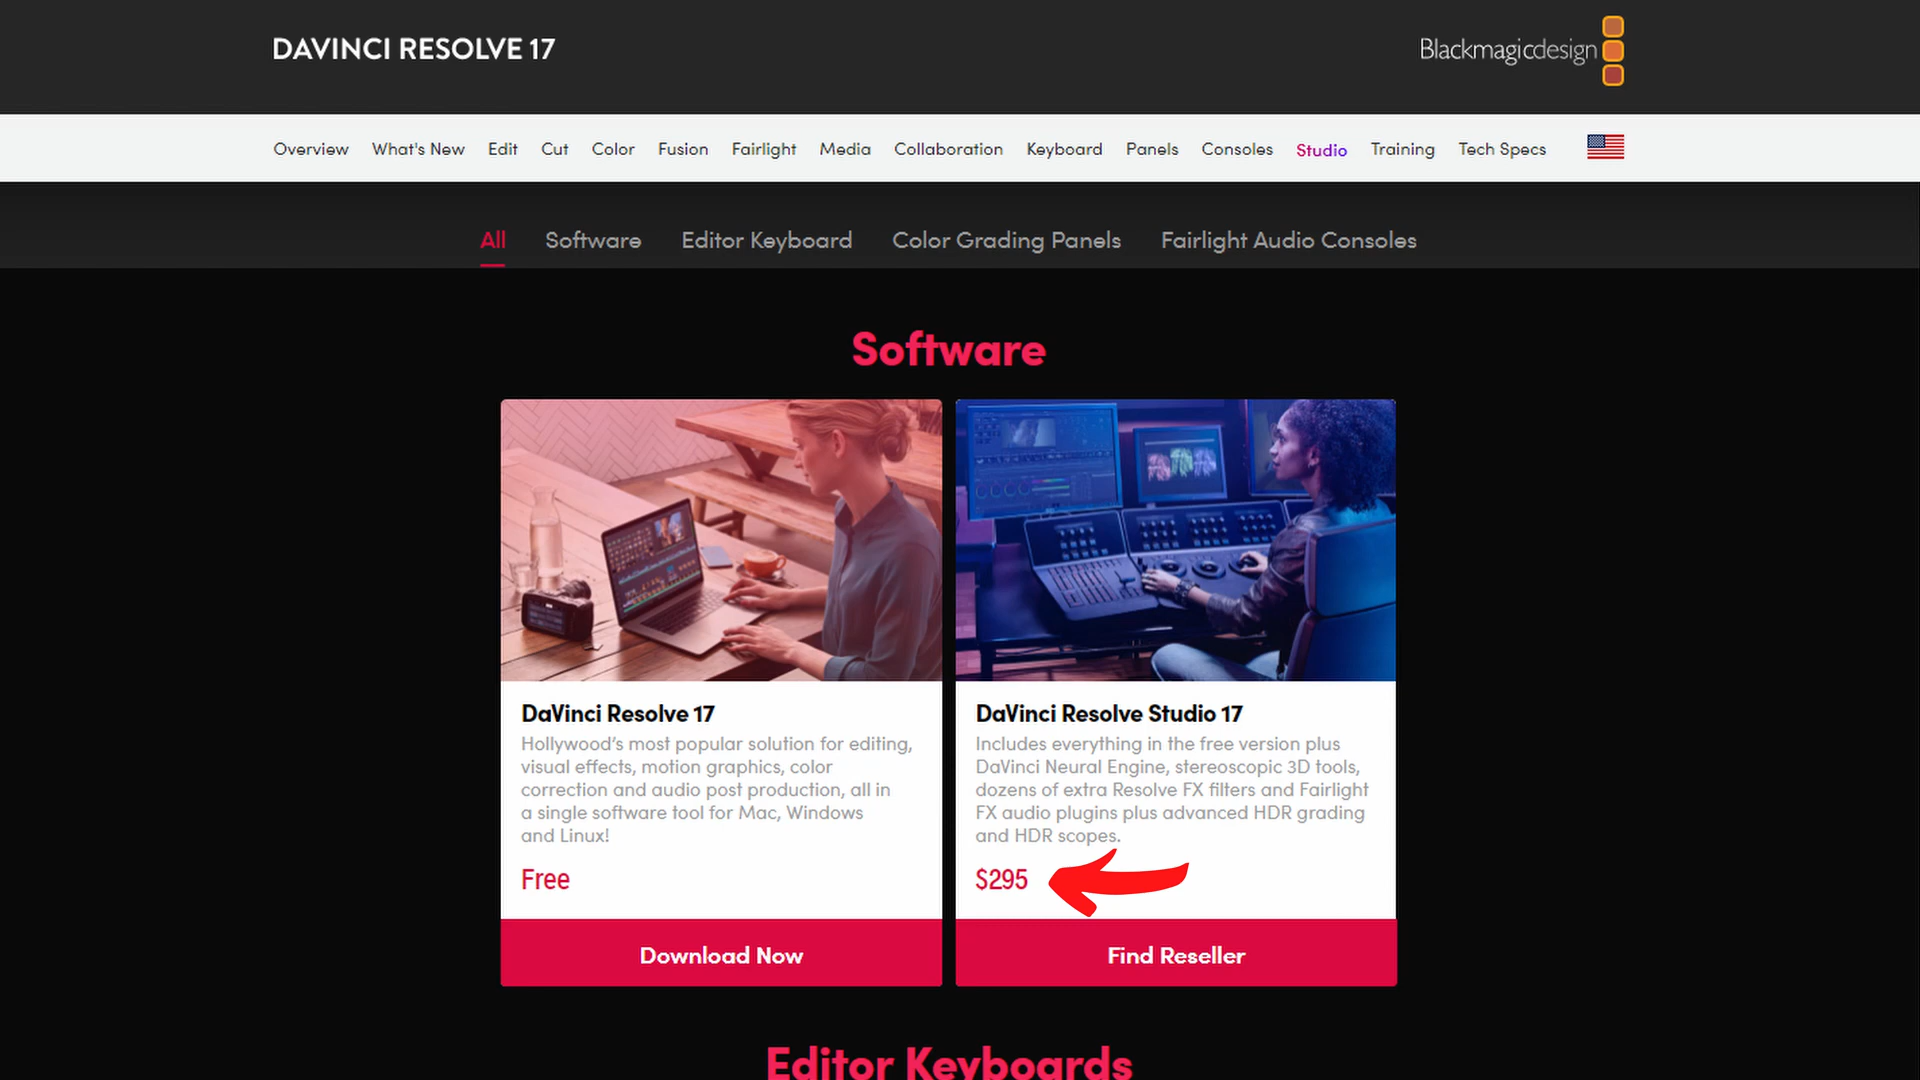 DAVINCI RESOLVE 17
Blackmagicdesign
Overview What's New Edit Cut Color Fusion Fairlight Media Collaboration Keyboard Panels Consoles Studio Training Tech Specs
All Software Editor Keyboard Color Grading Panels Fairlight Audio Consoles
Software
DaVinci Resolve 17
Hollywood’s most popular solution for editing,
visual effects, motion graphics, color
correction and audio post production, all in
a single software tool for Mac, Windows
and Linux!
Free
Download Now
DaVinci Resolve Studio 17
Includes everything in the free version plus
DaVinci Neural Engine, stereoscopic 3D tools,
dozens of extra Resolve FX filters and Fairlight
FX audio plugins plus advanced HDR grading
and HDR scopes.
$295
Find Reseller
Editor Keyboards